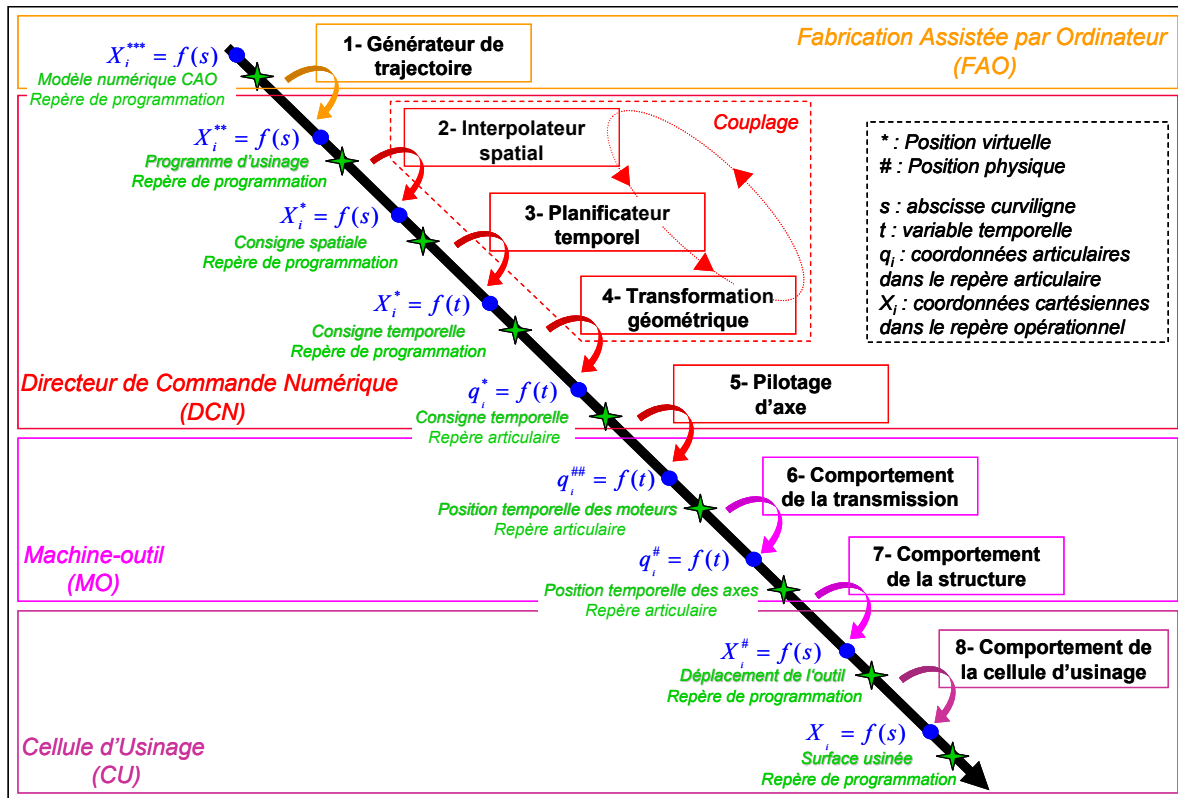 Fabrication Assistée par Ordinateur
(FAO)
1- Générateur de
trajectoire
X_i^{***} = f(s)
Modèle numérique CAO
Repère de programmation
2- Interpolateur
spatial
Couplage
X_i^{**} = f(s)
Programme d'usinage
Repère de programmation
* : Position virtuelle
# : Position physique
s : abscisse curviligne
t : variable temporelle
q_i : coordonnées articulaires
dans le repère articulaire
X_i : coordonnées cartésiennes
dans le repère opérationnel
3- Planificateur
temporel
X_i^* = f(s)
Consigne spatiale
Repère de programmation
4- Transformation
géométrique
X_i^* = f(t)
Consigne temporelle
Repère de programmation
Directeur de Commande Numérique
(DCN)
5- Pilotage
d'axe
q_i^* = f(t)
Consigne temporelle
Repère articulaire
6- Comportement
de la transmission
q_i^{##} = f(t)
Position temporelle des moteurs
Repère articulaire
Machine-outil
(MO)
7- Comportement
de la structure
q_i^# = f(t)
Position temporelle des axes
Repère articulaire
8- Comportement de
la cellule d'usinage
X_i^# = f(s)
Déplacement de l'outil
Repère de programmation
Cellule d'Usinage
(CU)
X_i = f(s)
Surface usinée
Repère de programmation